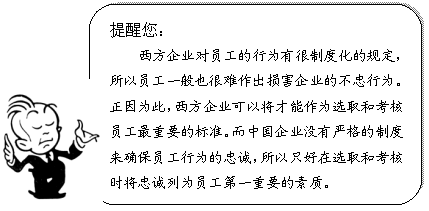 提醒您：
西方企业对员工的行为有很制度化的规定，
所以员工一般也很难作出损害企业的不忠行为。
正因为此，西方企业可以将才能作为选取和考核
员工最重要的标准。而中国企业没有严格的制度
来确保员工行为的忠诚，所以只好在选取和考核
时将忠诚列为员工第一重要的素质。